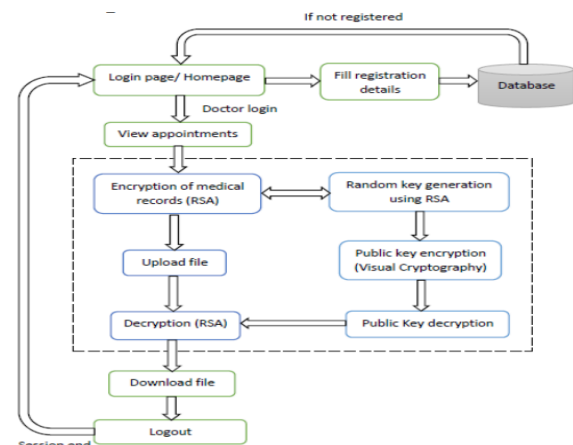 If not registered
Login page/ Homepage
Fill registration
details
Database
Doctor login
View appointments
Encryption of medical
records (RSA)
Random key generation
using RSA
Upload file
Public key encryption
(Visual Cryptography)
Decryption (RSA)
Public Key decryption
Download file
Logout
Session end